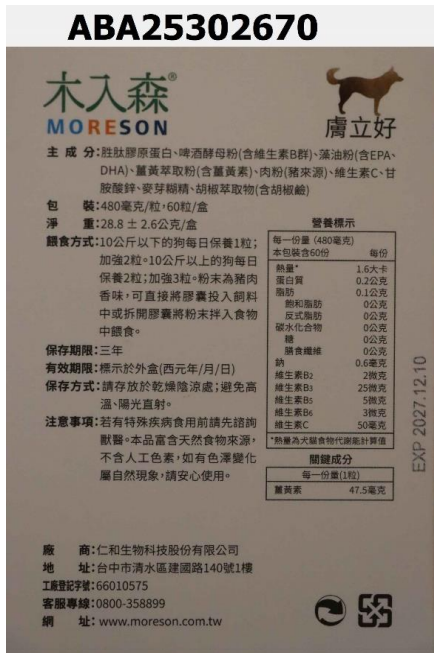 ABA25302670
木入森®
MORESON
膚立好
主成分:胜肽膠原蛋白、啤酒酵母粉(含維生素B群)、藻油粉(含EPA、
DHA)、薑黃萃取粉(含薑黃素)、肉粉(豬來源)、維生素C、甘
胺酸鋅、麥芽糊精、胡椒萃取物(含胡椒鹼)
包裝:480毫克/粒,60粒/盒
淨重:28.8 ± 2.6公克/盒
餵食方式:10公斤以下的狗每日保養1粒;
加強2粒。10公斤以上的狗每日
保養2粒;加強3粒。粉末為豬肉
香味,可直接將膠囊投入飼料
中或拆開膠囊將粉末拌入食物
中餵食。
保存期限:三年
有效期限:標示於外盒(西元年/月/日)
保存方式:請存放於乾燥陰涼處;避免高
溫、陽光直射。
注意事項:若有特殊疾病食用前請先諮詢
獸醫。本品富含天然食物來源,
不含人工色素,如有色澤變化
屬自然現象,請安心使用。
營養標示
每一份量 (480毫克)
本包裝含60份 每份
熱量* 1.6大卡
蛋白質 0.2公克
脂肪 0.1公克
飽和脂肪 0公克
反式脂肪 0公克
碳水化合物 0公克
糖 0公克
膳食纖維 0公克
鈉 0.6毫克
維生素B2 2微克
維生素B3 25微克
維生素B5 5微克
維生素B6 3微克
維生素C 50毫克
*熱量為犬貓食物代謝能計算值
關鍵成分
每一份量(1粒)
薑黃素 47.5毫克
EXP 2027.12.10
廠商:仁和生物科技股份有限公司
地址:台中市清水區建國路140號1樓
工廠登記字號:66010575
客服專線:0800-358899
網址: www.moreson.com.tw